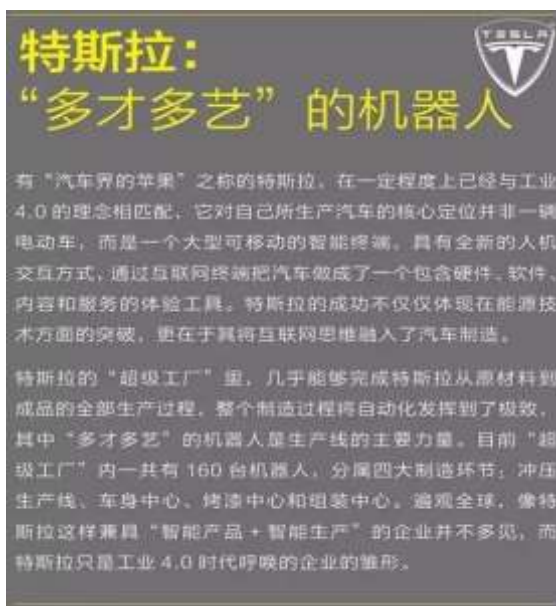 特斯拉：
TESLA
“多才多艺”的机器人
有“汽车界的苹果”之称的特斯拉，在一定程度上已经与工业
4.0的理念相匹配，它对自己所生产汽车的核心定位并非一辆
电动车，而是一个大型可移动的智能终端，具有全新的人机
交互方式，通过互联网终端把汽车做成了一个包含硬件、软件、
内容和服务的体验工具。特斯拉的成功不仅仅体现在能源技
术方面的突破，更在于其将互联网思维融入了汽车制造。
特斯拉的“超级工厂”里，几乎能够完成特斯拉从原材料到
成品的全部生产过程，整个制造过程将自动化发挥到了极致，
其中“多才多艺”的机器人是生产线的主要力量。目前“超
级工厂”内一共有160台机器人，分属四大制造环节：冲压
生产线、车身中心、烤漆中心和组装中心。遍观全球，像特
斯拉这样兼具“智能产品+智能生产”的企业并不多见，而
特斯拉只是工业4.0时代呼唤的企业的雏形。